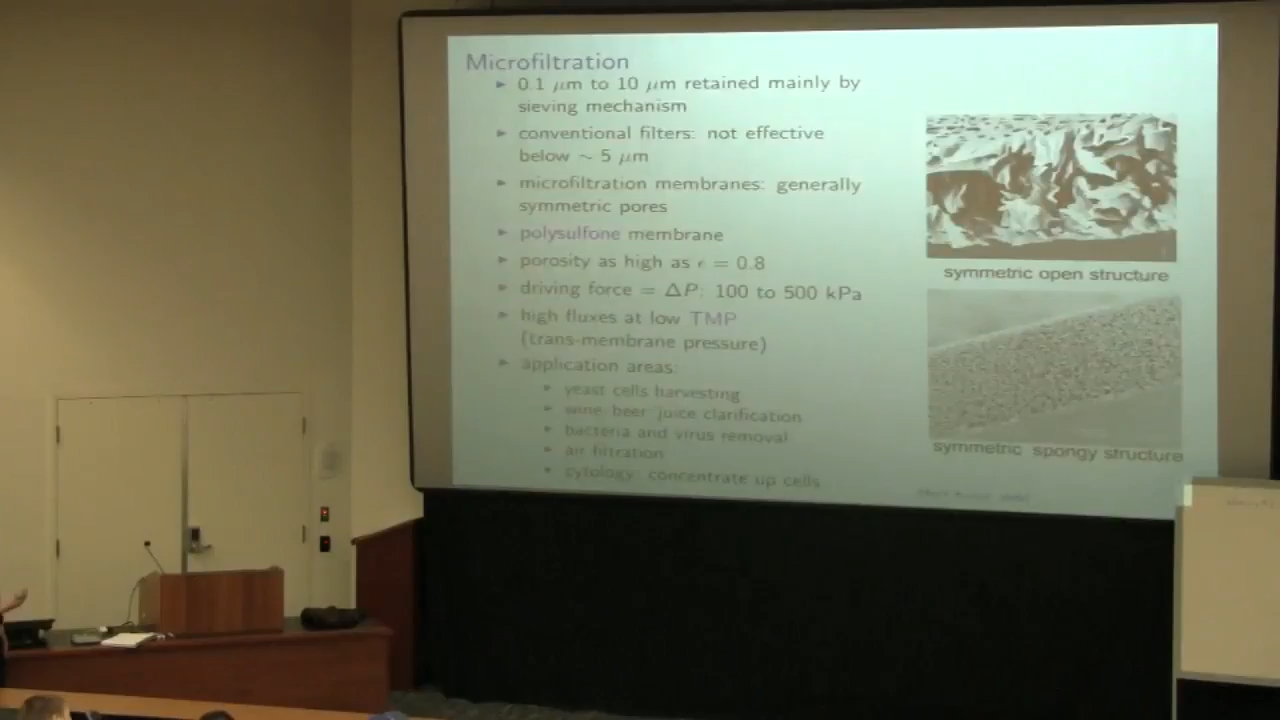 Microfiltration
► 0.1 μm to 10 μm retained mainly by
sieving mechanism
► conventional filters: not effective
below ∼ 5 μm
► microfiltration membranes: generally
symmetric pores
► polysulfone membrane
► porosity as high as ϵ = 0.8
► driving force = ΔP: 100 to 500 kPa
► high fluxes at low TMP
(trans-membrane pressure)
► application areas:
► yeast cells harvesting
► wine/beer/juice clarification
► bacteria and virus removal
► air filtration
► cytology: concentrate up cells
symmetric open structure
symmetric spongy structure